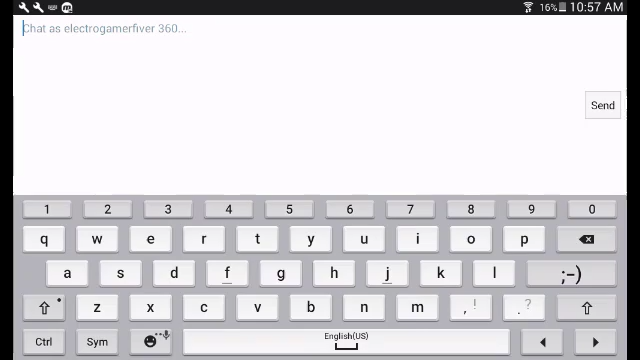 16% 10:57 AM
Chat as electrogamerfiver 360...
Send
1 2 3 4 5 6 7 8 9 0
q w e r t y u i o p
a s d f g h j k l ;-)
z x c v b n m , ! . ?
Ctrl Sym English(US)